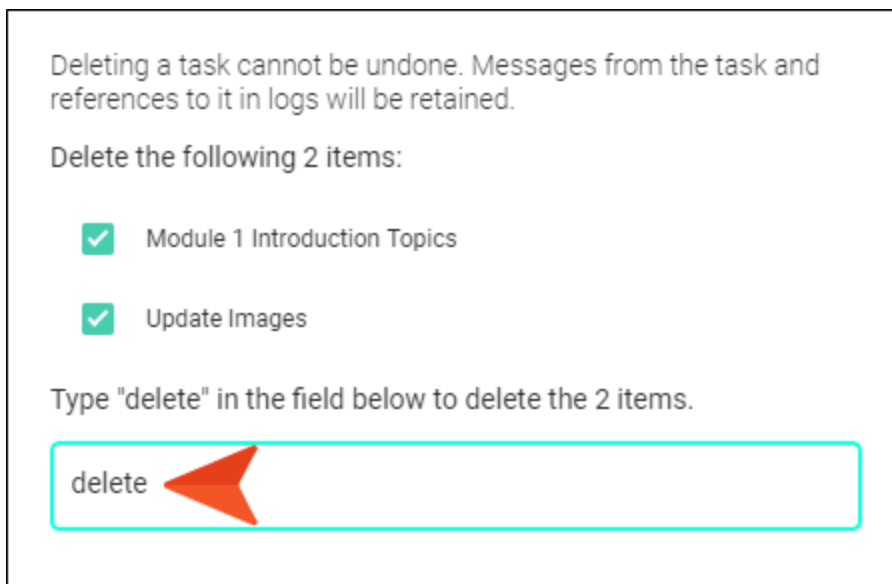 Deleting a task cannot be undone. Messages from the task and
references to it in logs will be retained.
Delete the following 2 items:
Module 1 Introduction Topics
Update Images
Type "delete" in the field below to delete the 2 items.
delete